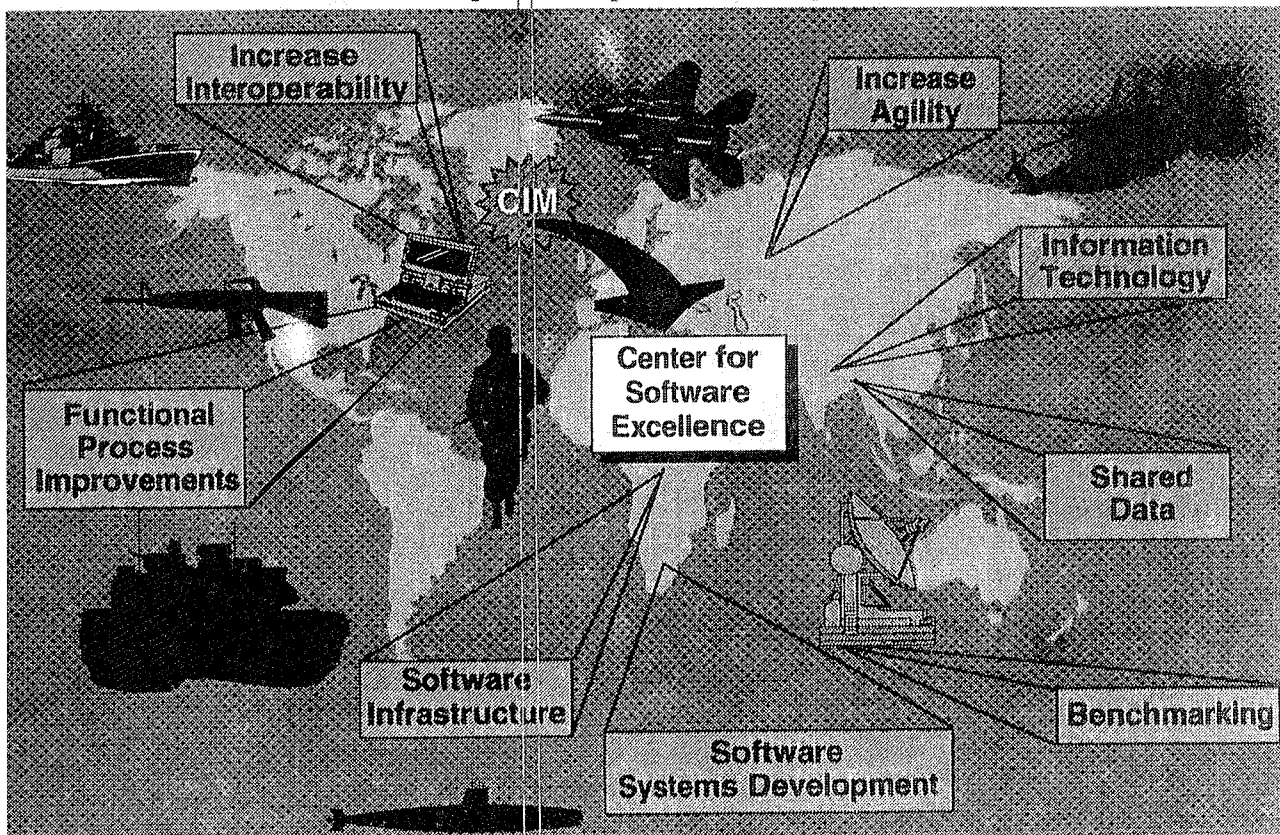 Increase
Interoperability
Increase
Agility
CIM
Information
Technology
Center for
Software
Excellence
Functional
Process
Improvements
Shared
Data
Software
Infrastructure
Benchmarking
Software
Systems Development